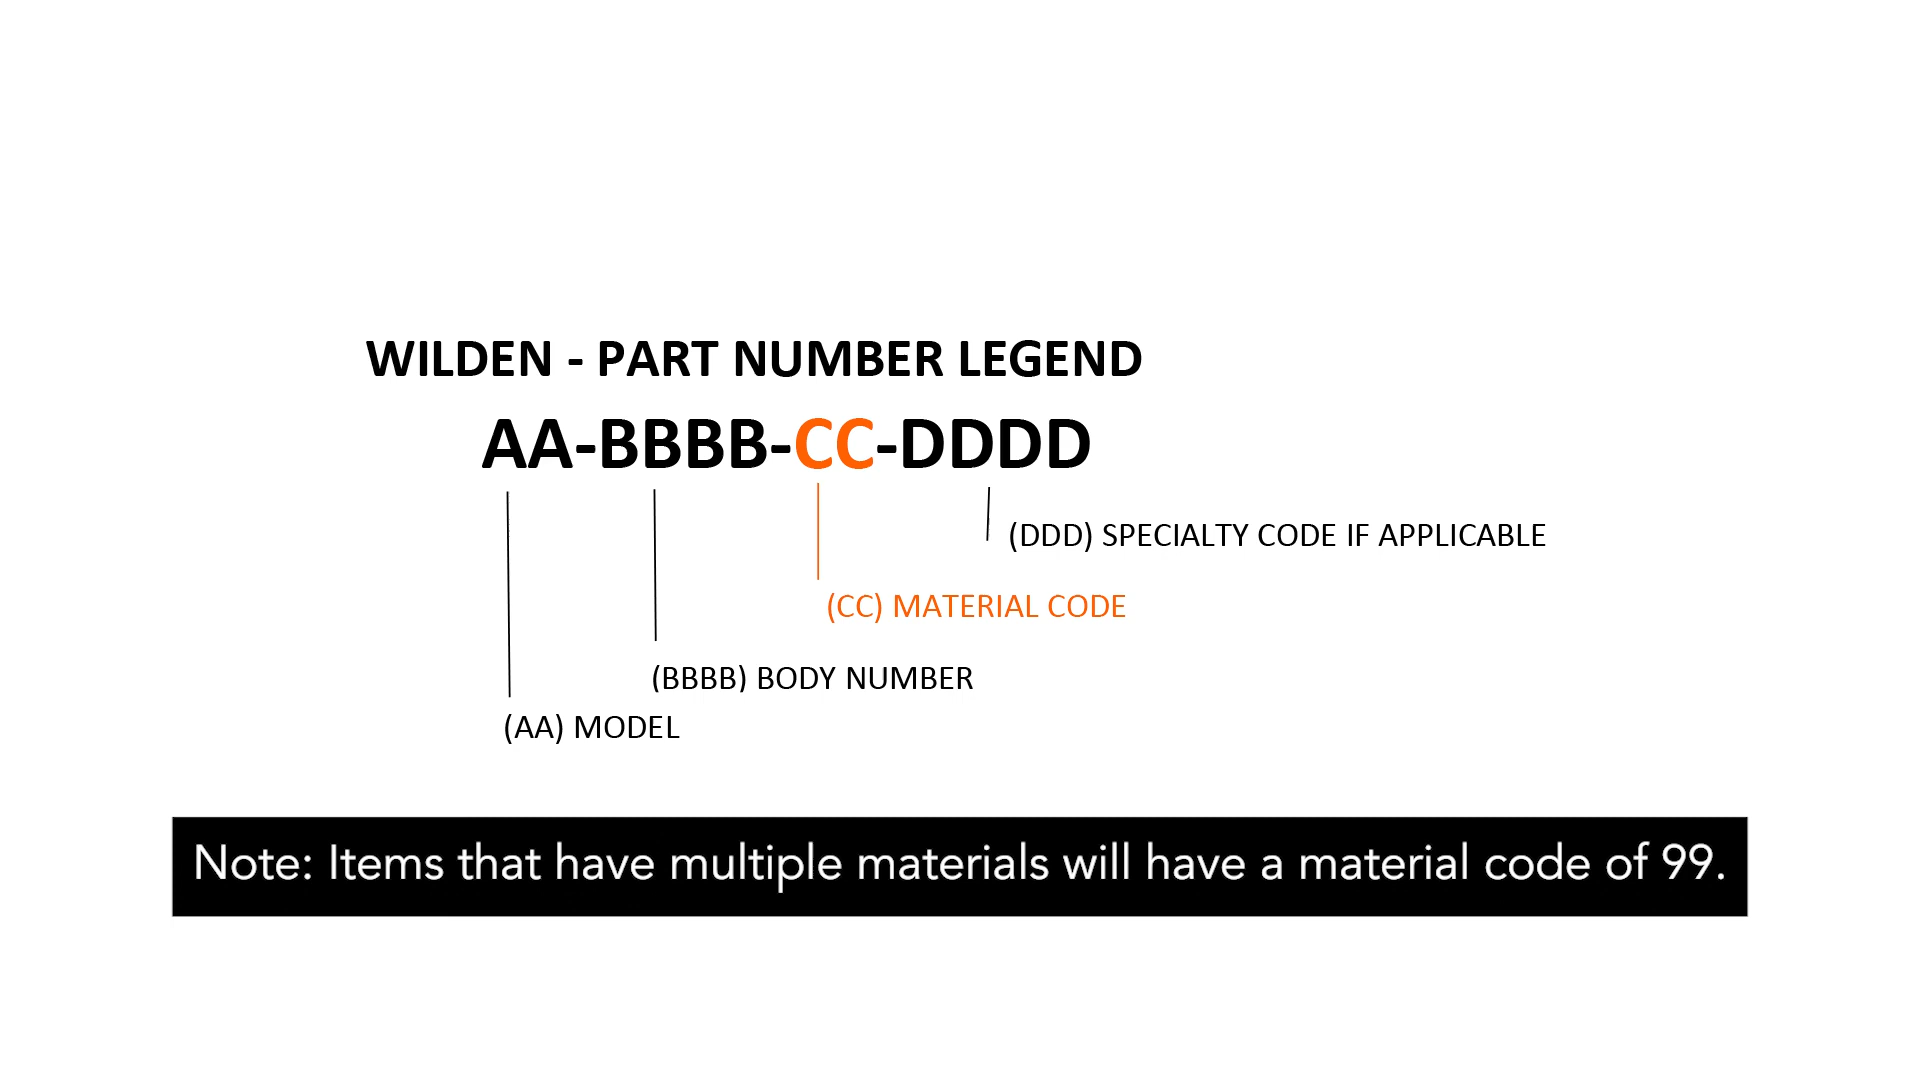 WILDEN - PART NUMBER LEGEND
AA-BBBB-CC-DDDD
(DDD) SPECIALTY CODE IF APPLICABLE
(CC) MATERIAL CODE
(BBBB) BODY NUMBER
(AA) MODEL
Note: Items that have multiple materials will have a material code of 99.